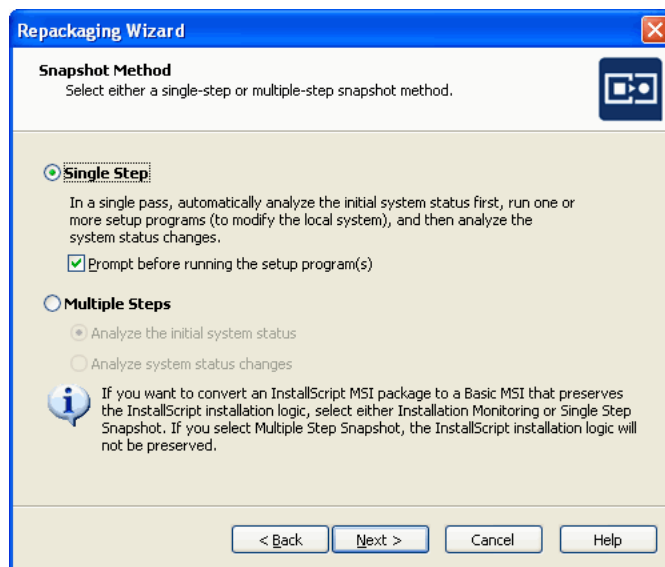 Repackaging Wizard
Snapshot Method
Select either a single-step or multiple-step snapshot method.
Single Step
In a single pass, automatically analyze the initial system status first, run one or
more setup programs (to modify the local system), and then analyze the
system status changes.
Prompt before running the setup program(s)
Multiple Steps
Analyze the initial system status
Analyze system status changes
If you want to convert an InstallScript MSI package to a Basic MSI that preserves
the InstallScript installation logic, select either Installation Monitoring or Single Step
Snapshot. If you select Multiple Step Snapshot, the InstallScript installation logic will
not be preserved.
< Back Next > Cancel Help